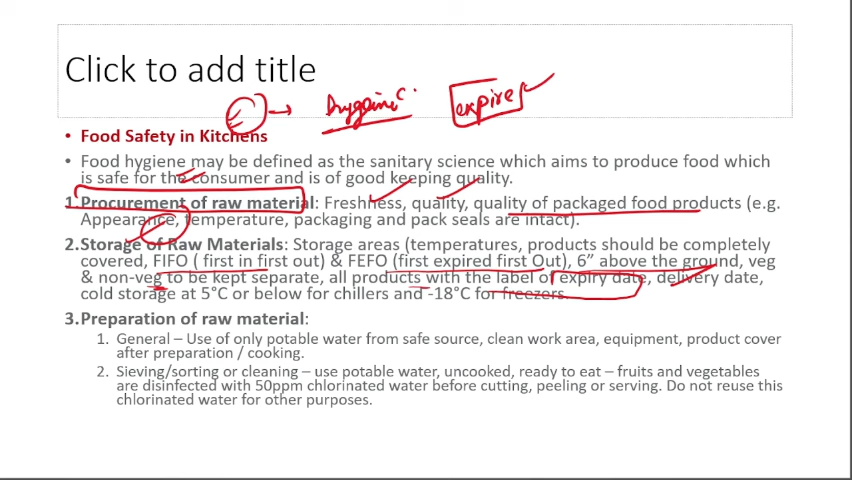 Click to add title
hygeinic
expire
• Food Safety in Kitchens
• Food hygiene may be defined as the sanitary science which aims to produce food which
is safe for the consumer and is of good keeping quality.
1. Procurement of raw material: Freshness, quality, quality of packaged food products (e.g.
Appearance, temperature, packaging and pack seals are intact).
2. Storage of Raw Materials: Storage areas (temperatures, products should be completely
covered, FIFO ( first in first out) & FEFO (first expired first Out), 6” above the ground, veg
& non-veg to be kept separate, all products with the label of expiry date, delivery date,
cold storage at 5°C or below for chillers and -18°C for freezers.
3. Preparation of raw material:
1. General – Use of only potable water from safe source, clean work area, equipment, product cover
after preparation / cooking.
2. Sieving/sorting or cleaning – use potable water, uncooked, ready to eat – fruits and vegetables
are disinfected with 50ppm chlorinated water before cutting, peeling or serving. Do not reuse this
chlorinated water for other purposes.